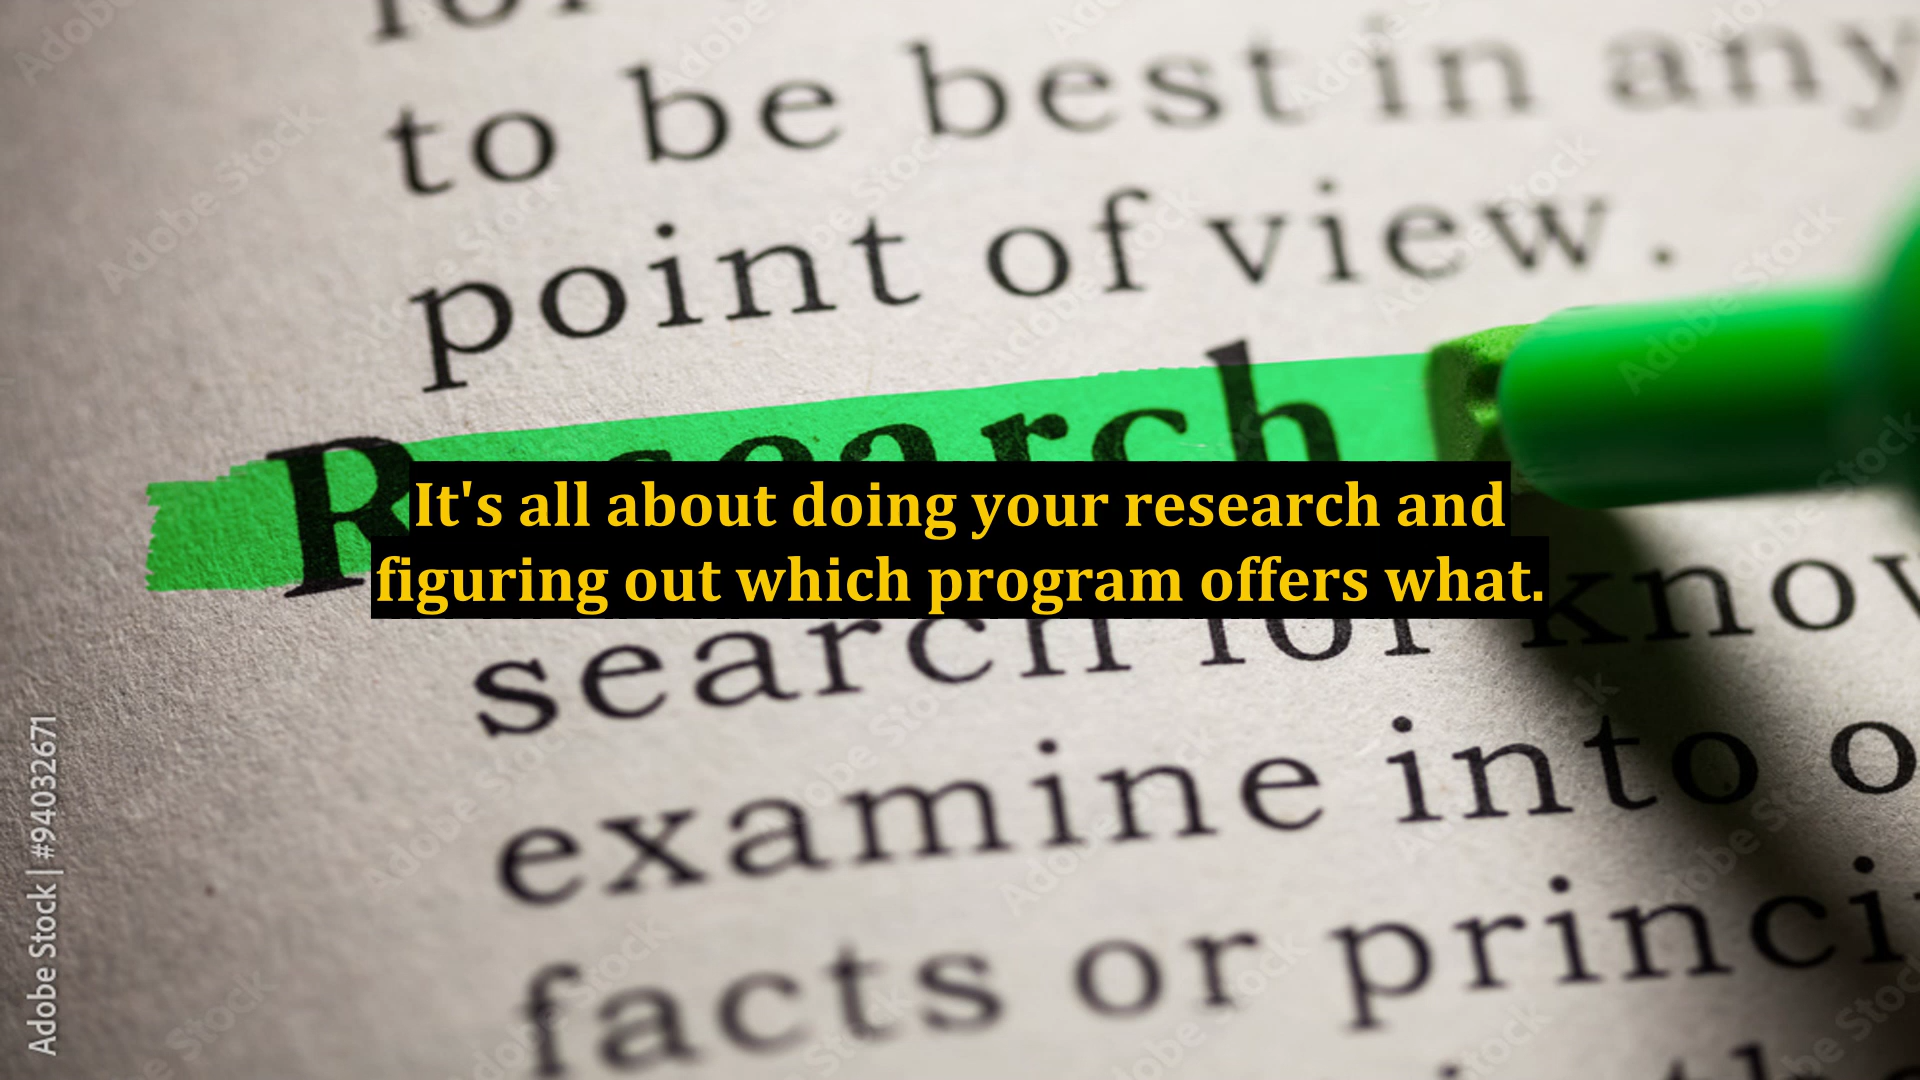 to be best in any
point of view.
Research
It's all about doing your research and
figuring out which program offers what.
search for know
examine into o
facts or princi
Adobe Stock | #94032671